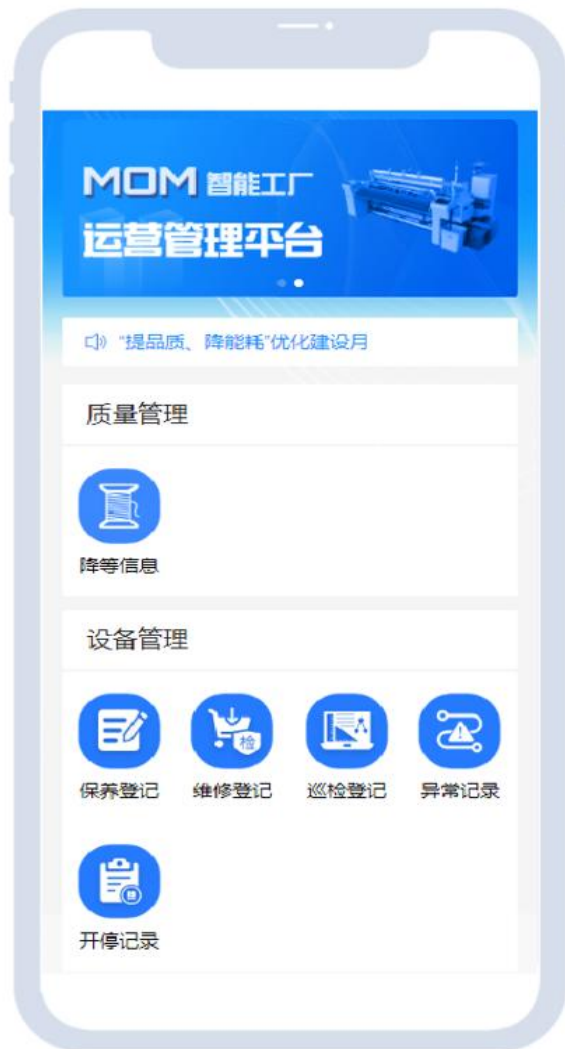 MOM 智能工厂
运营管理平台
“提品质、降能耗”优化建设月
质量管理
降等信息
设备管理
检
保养登记 维修登记 巡检登记 异常记录
开停记录